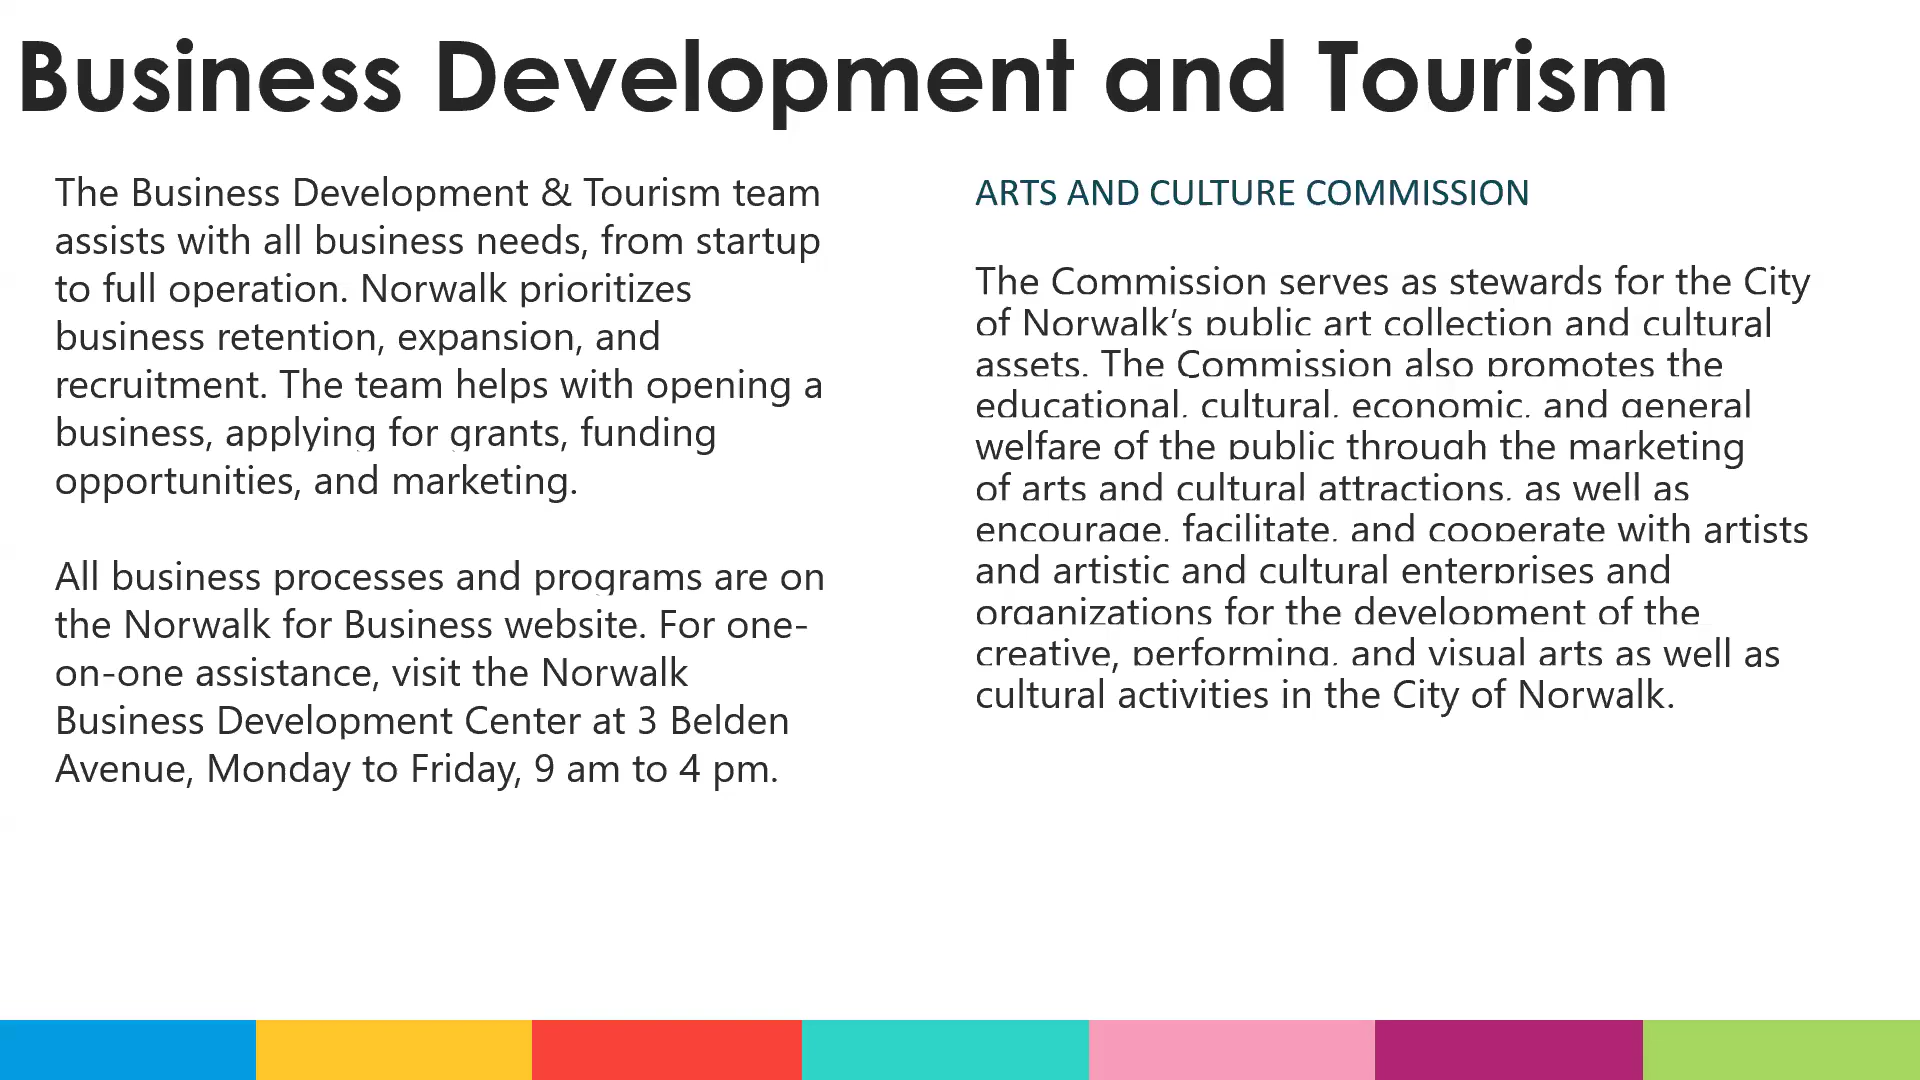 Business Development and Tourism
The Business Development & Tourism team
assists with all business needs, from startup
to full operation. Norwalk prioritizes
business retention, expansion, and
recruitment. The team helps with opening a
business, applying for grants, funding
opportunities, and marketing.
All business processes and programs are on
the Norwalk for Business website. For one-
on-one assistance, visit the Norwalk
Business Development Center at 3 Belden
Avenue, Monday to Friday, 9 am to 4 pm.
ARTS AND CULTURE COMMISSION
The Commission serves as stewards for the City
of Norwalk’s public art collection and cultural
assets. The Commission also promotes the
educational, cultural, economic, and general
welfare of the public through the marketing
of arts and cultural attractions, as well as
encourage, facilitate, and cooperate with artists
and artistic and cultural enterprises and
organizations for the development of the
creative, performing, and visual arts as well as
cultural activities in the City of Norwalk.